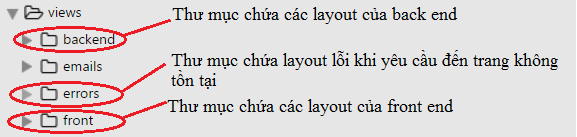 views
Thư mục chứa các layout của back end
backend
emails
Thư mục chứa layout lỗi khi yêu cầu đến trang không
tồn tại
errors
Thư mục chứa các layout của front end
front